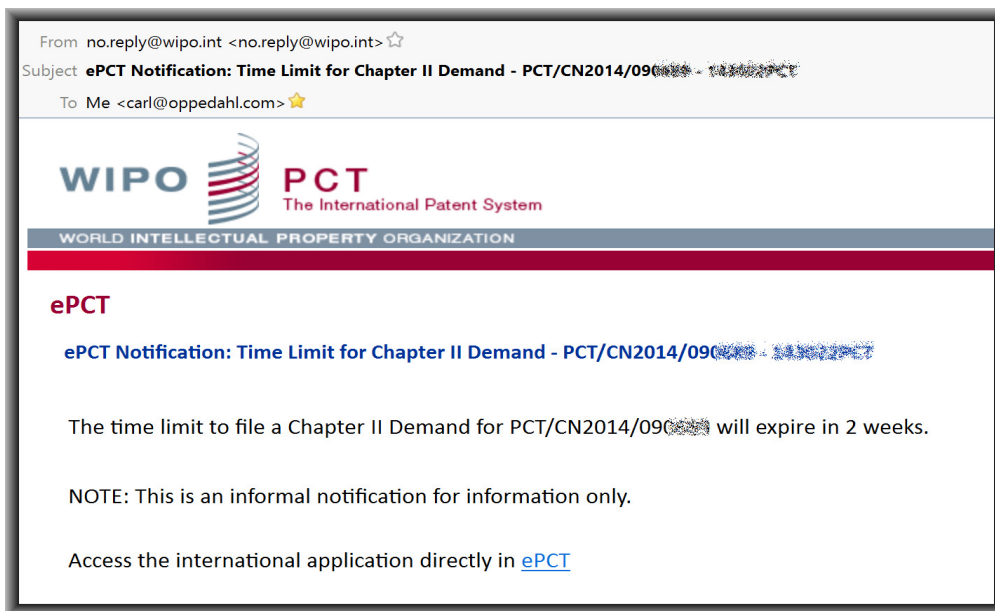 From no.reply@wipo.int <no.reply@wipo.int>
Subject ePCT Notification: Time Limit for Chapter II Demand - PCT/CN2014/090
To Me <carl@oppedahl.com>
WIPO PCT
The International Patent System
WORLD INTELLECTUAL PROPERTY ORGANIZATION
ePCT
ePCT Notification: Time Limit for Chapter II Demand - PCT/CN2014/090
The time limit to file a Chapter II Demand for PCT/CN2014/090 will expire in 2 weeks.
NOTE: This is an informal notification for information only.
Access the international application directly in ePCT